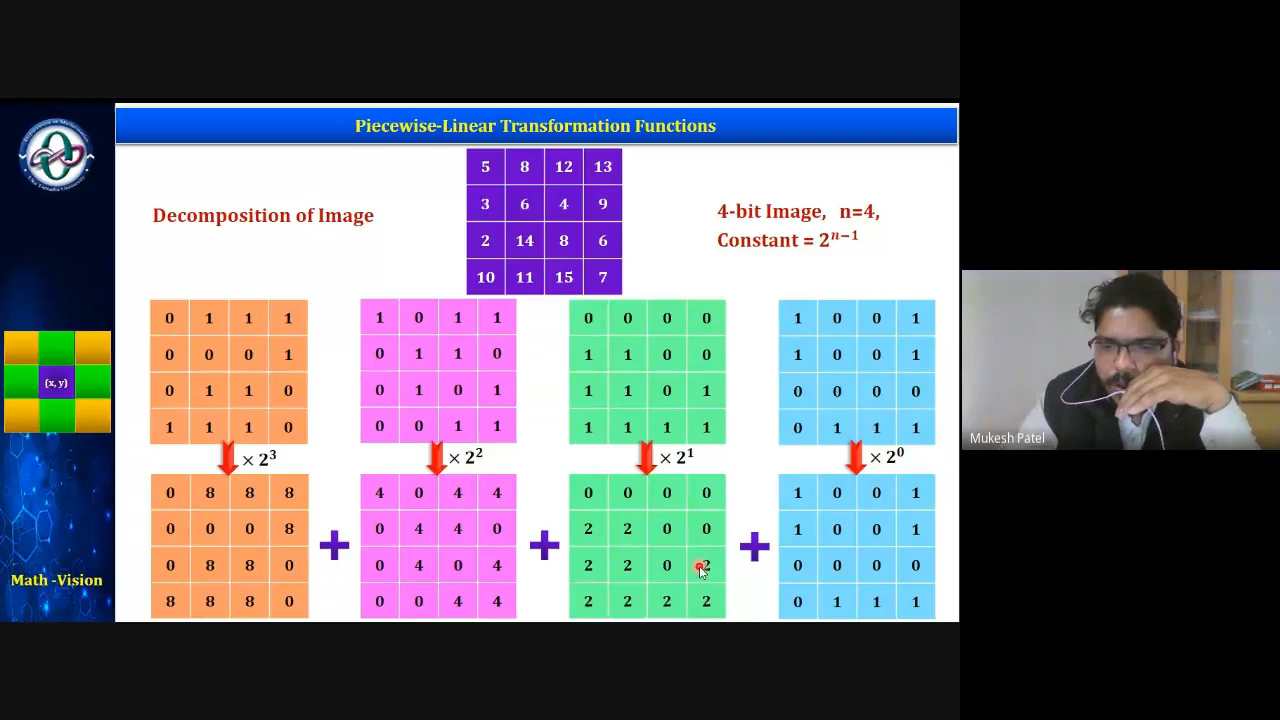 Piecewise-Linear Transformation Functions
5 8 12 13
3 6 4 9
2 14 8 6
10 11 15 7
Decomposition of Image
4-bit Image, n=4,
Constant = 2^{n−1}
0 1 1 1
0 0 0 1
0 1 1 0
1 1 1 0
× 2^3
1 0 1 1
0 1 1 0
0 1 0 1
0 0 1 1
× 2^2
0 0 0 0
1 1 0 0
1 1 0 1
1 1 1 1
× 2^1
1 0 0 1
1 0 0 1
0 0 0 0
0 1 1 1
× 2^0
0 8 8 8
0 0 0 8
0 8 8 0
8 8 8 0
+
4 0 4 4
0 4 4 0
0 4 0 4
0 0 4 4
+
0 0 0 0
2 2 0 0
2 2 0 2
2 2 2 2
+
1 0 0 1
1 0 0 1
0 0 0 0
0 1 1 1
(x, y)
Math -Vision
Mukesh Patel